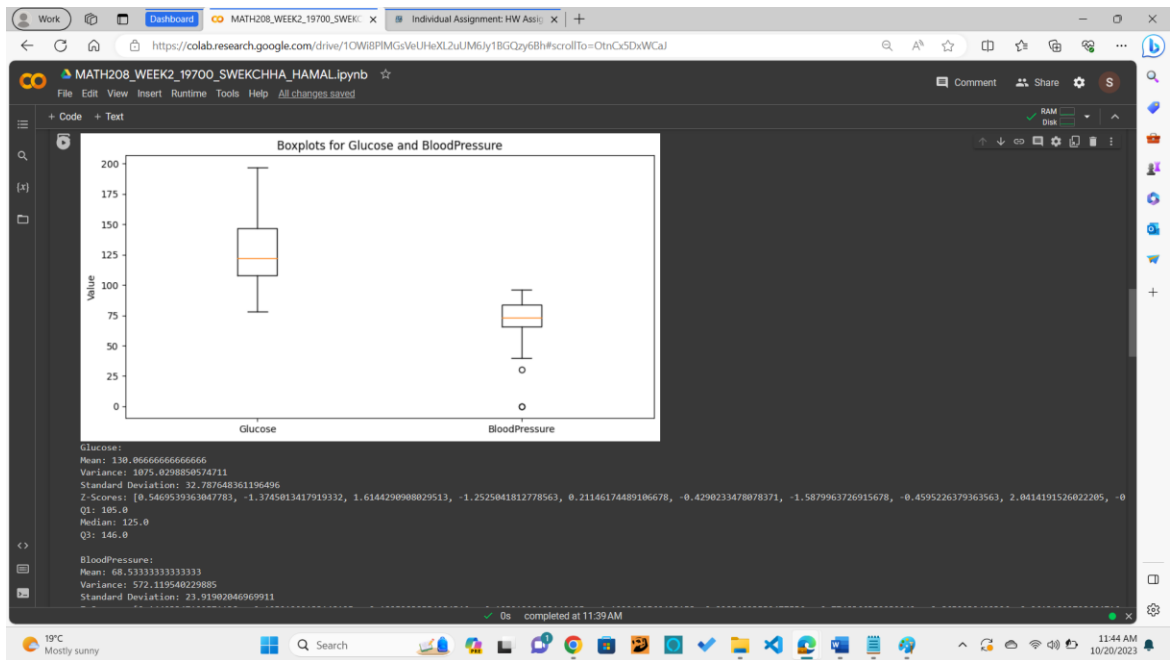 Work
Dashboard
MATH208_WEEK2_19700_SWEKC
Individual Assignment: HW Assig
https://colab.research.google.com/drive/1OWi8PlMGsVeUHeXL2uUM6Jy1BGQzy6Bh#scrollTo=OtnCx5DxWCaJ
MATH208_WEEK2_19700_SWEKCHHA_HAMAL.ipynb
Comment Share S
File Edit View Insert Runtime Tools Help All changes saved
+ Code + Text
RAM
Disk
Boxplots for Glucose and BloodPressure
200
175
150
125
100
75
50
25
0
Value
Glucose BloodPressure
Glucose:
Mean: 130.06666666666666
Variance: 1075.0298850574711
Standard Deviation: 32.787648361196496
Z-Scores: [0.5469539363047783, -1.3745013417919332, 1.6144290908029513, -1.2525041812778563, 0.21146174489106678, -0.4290233478078371, -1.5879963726915678, -0.4595226379363563, 2.0414191526022205, -0
Q1: 105.0
Median: 125.0
Q3: 146.0
BloodPressure:
Mean: 68.53333333333333
Variance: 572.119540229885
Standard Deviation: 23.91902046969911
0s completed at 11:39 AM
19°C
Mostly sunny
Search
11:44 AM
10/20/2023